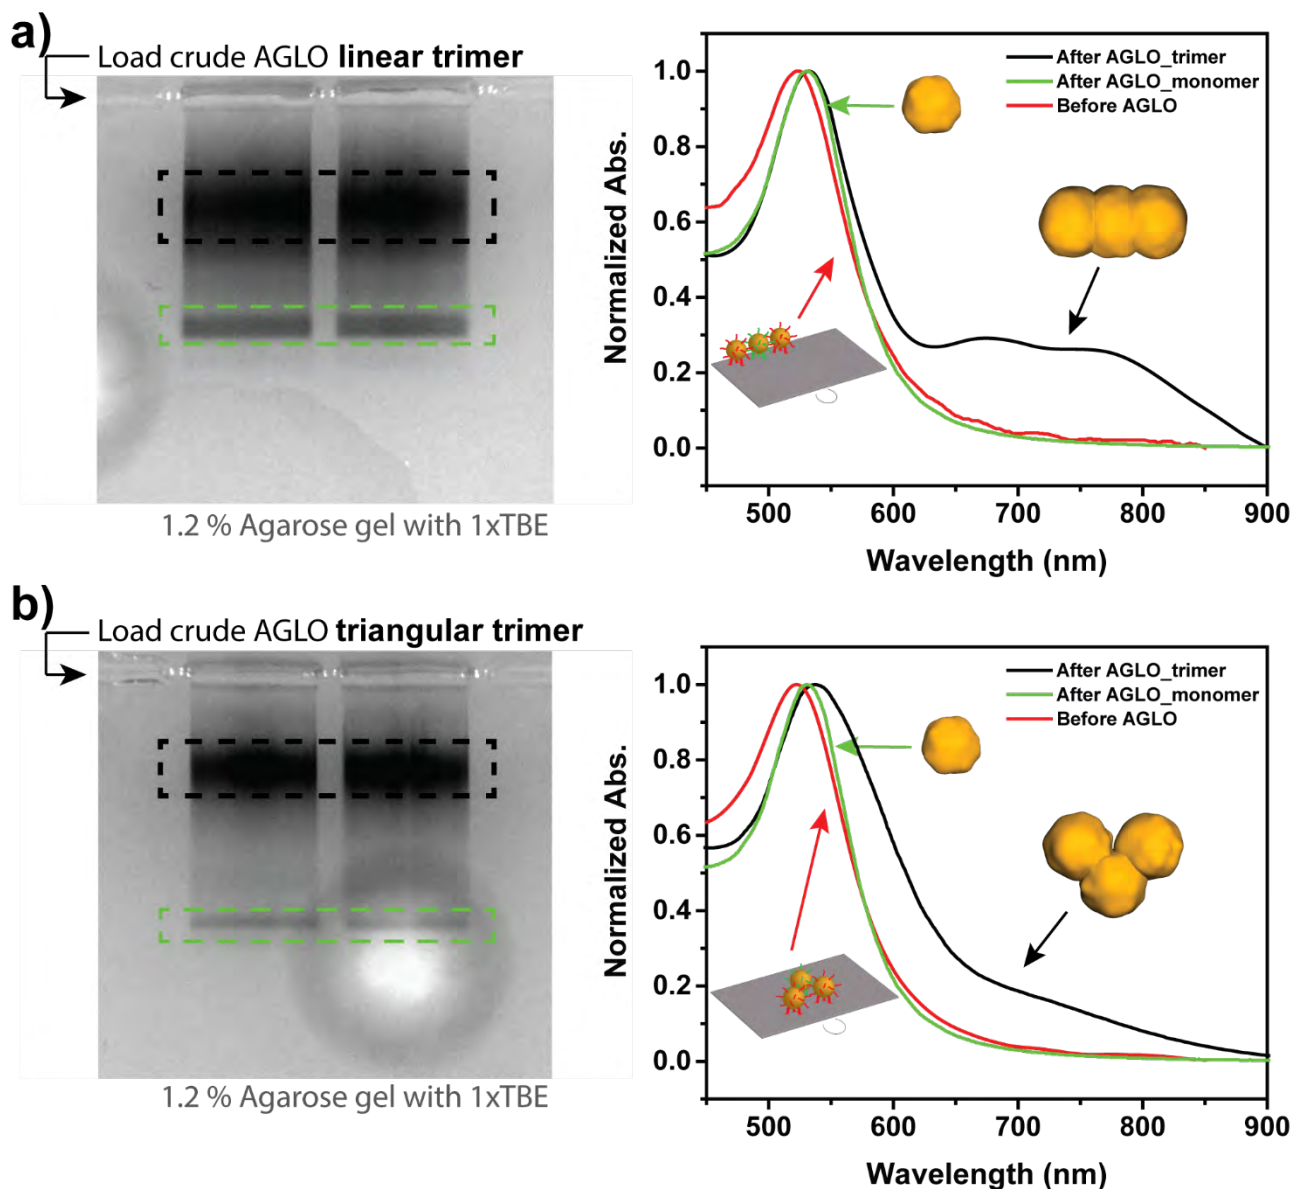 a)
Load crude AGLO linear trimer
1.2 % Agarose gel with 1xTBE
Normalized Abs.
1.0
0.8
0.6
0.4
0.2
0.0
After AGLO_trimer
After AGLO_monomer
Before AGLO
500 600 700 800 900
Wavelength (nm)
b)
Load crude AGLO triangular trimer
1.2 % Agarose gel with 1xTBE
Normalized Abs.
1.0
0.8
0.6
0.4
0.2
0.0
After AGLO_trimer
After AGLO_monomer
Before AGLO
500 600 700 800 900
Wavelength (nm)